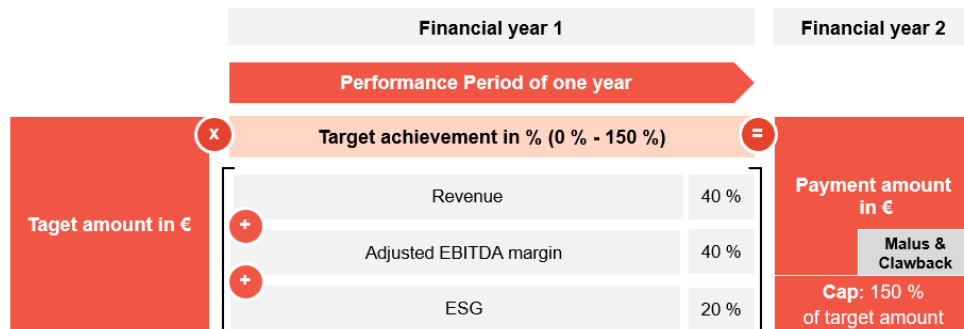 Financial year 1
Financial year 2
Performance Period of one year
x
Target achievement in % (0 % - 150 %)
=
Taget amount in €
Revenue
40 %
+
Adjusted EBITDA margin
40 %
+
ESG
20 %
Payment amount
in €
Malus &
Clawback
Cap: 150 %
of target amount